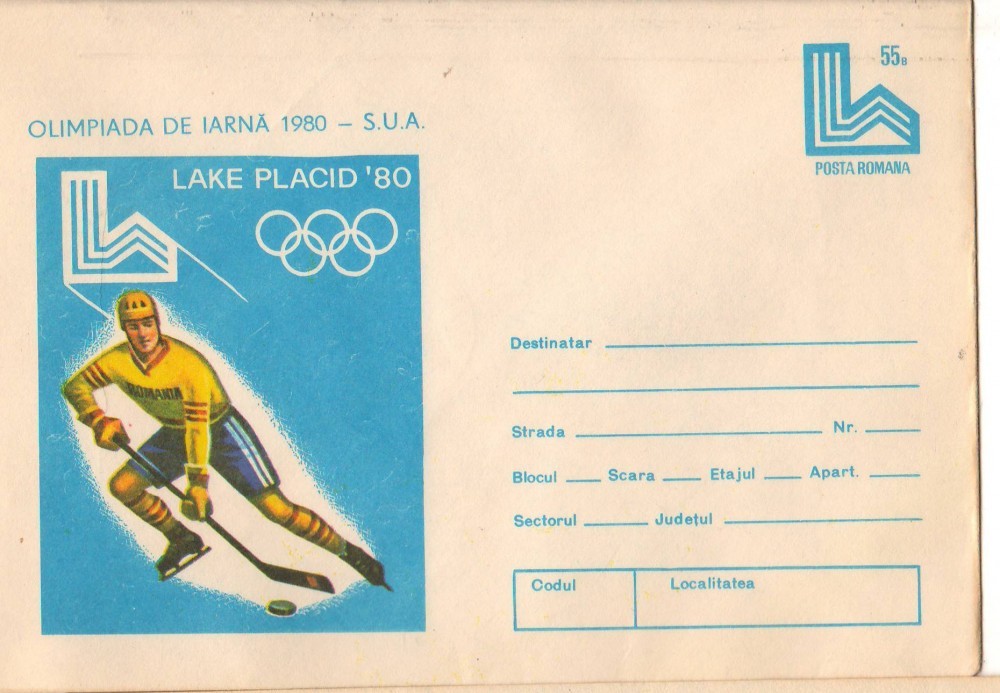 55B
POSTA ROMANA
OLIMPIADA DE IARNĂ 1980 – S.U.A.
LAKE PLACID '80
ROMANIA
Destinatar
Strada Nr.
Blocul Scara Etajul Apart.
Sectorul Județul
Codul Localitatea